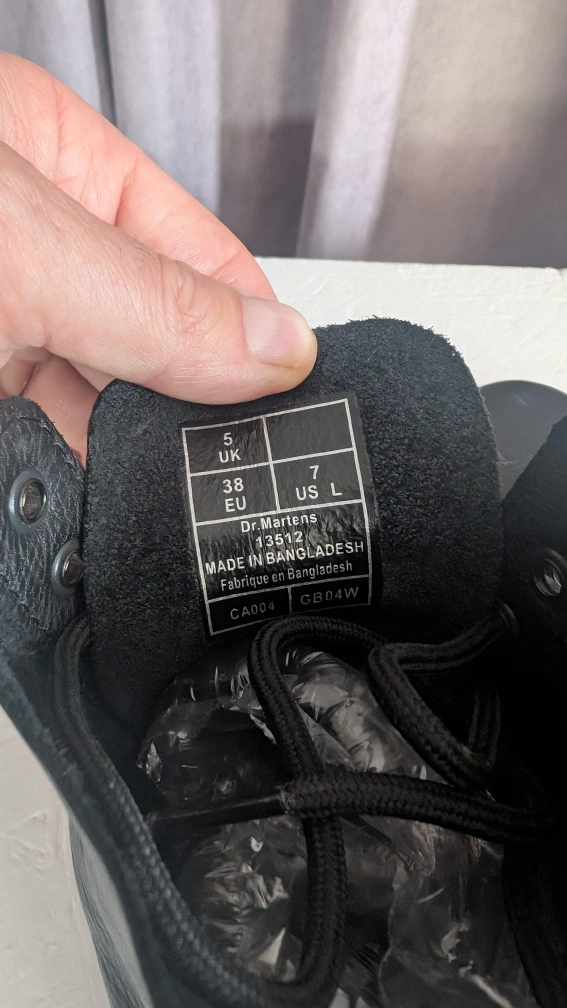 5
UK
38
EU
7
US L
Dr.Martens
13512
MADE IN BANGLADESH
Fabrique en Bangladesh
CA004
GB04W